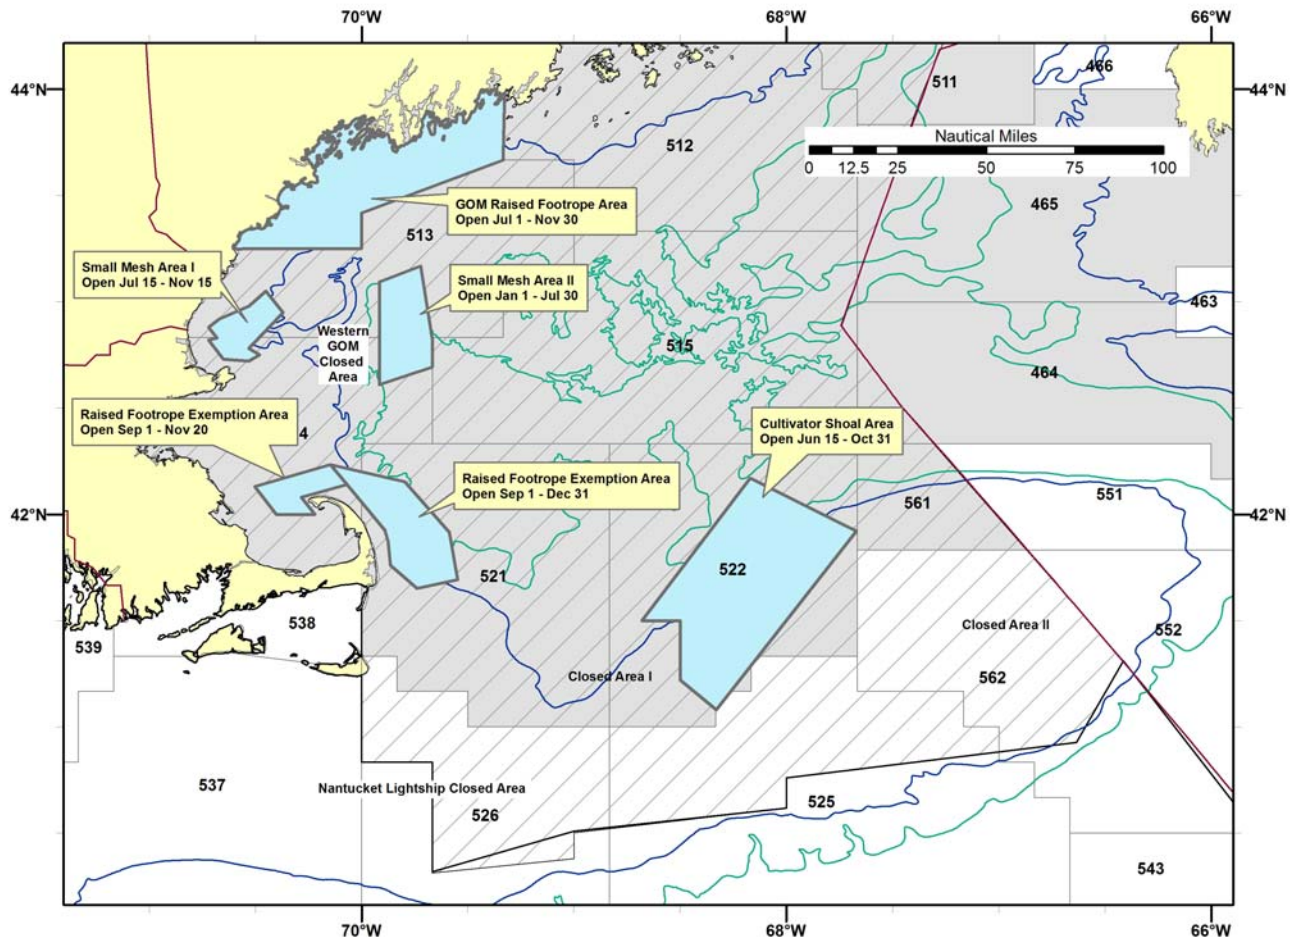 70°W
68°W
66°W
44°N
44°N
466
511
Nautical Miles
0 12.5 25 50 75 100
512
465
GOM Raised Footrope Area
Open Jul 1 - Nov 30
513
Small Mesh Area I
Open Jul 15 - Nov 15
Small Mesh Area II
Open Jan 1 - Jul 30
463
Western
GOM
Closed
Area
515
464
Raised Footrope Exemption Area
Open Sep 1 - Nov 20
4
Cultivator Shoal Area
Open Jun 15 - Oct 31
Raised Footrope Exemption Area
Open Sep 1 - Dec 31
551
561
42°N
42°N
522
521
538
Closed Area II
552
539
Closed Area I
562
537
Nantucket Lightship Closed Area
526
525
543
70°W
68°W
66°W